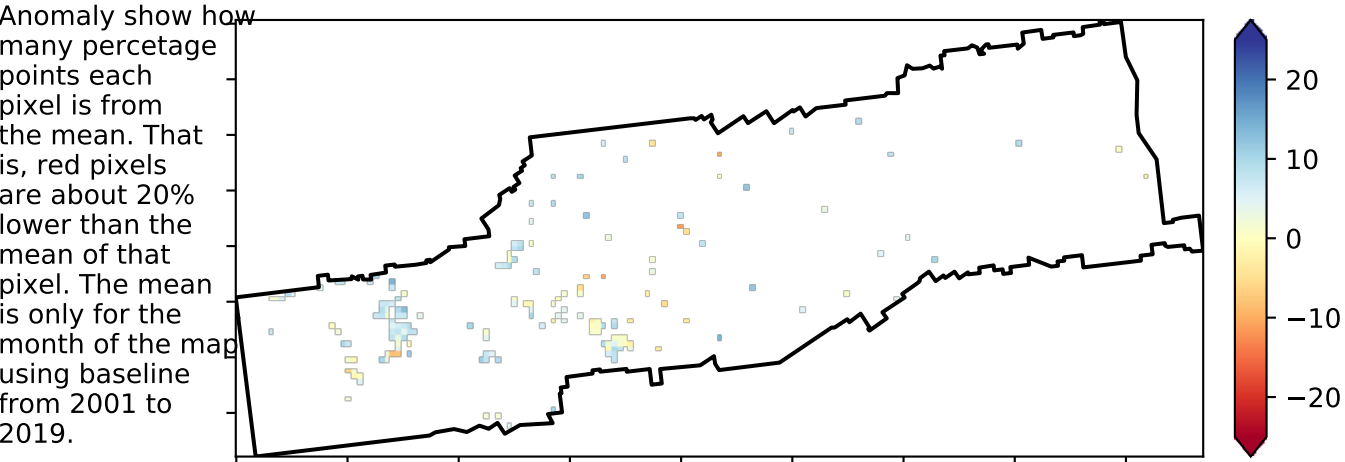 Anomaly show how
many percetage
points each
pixel is from
the mean. That
is, red pixels
are about 20%
lower than the
mean of that
pixel. The mean
is only for the
month of the map
using baseline
from 2001 to
2019.
20
10
0
−10
−20